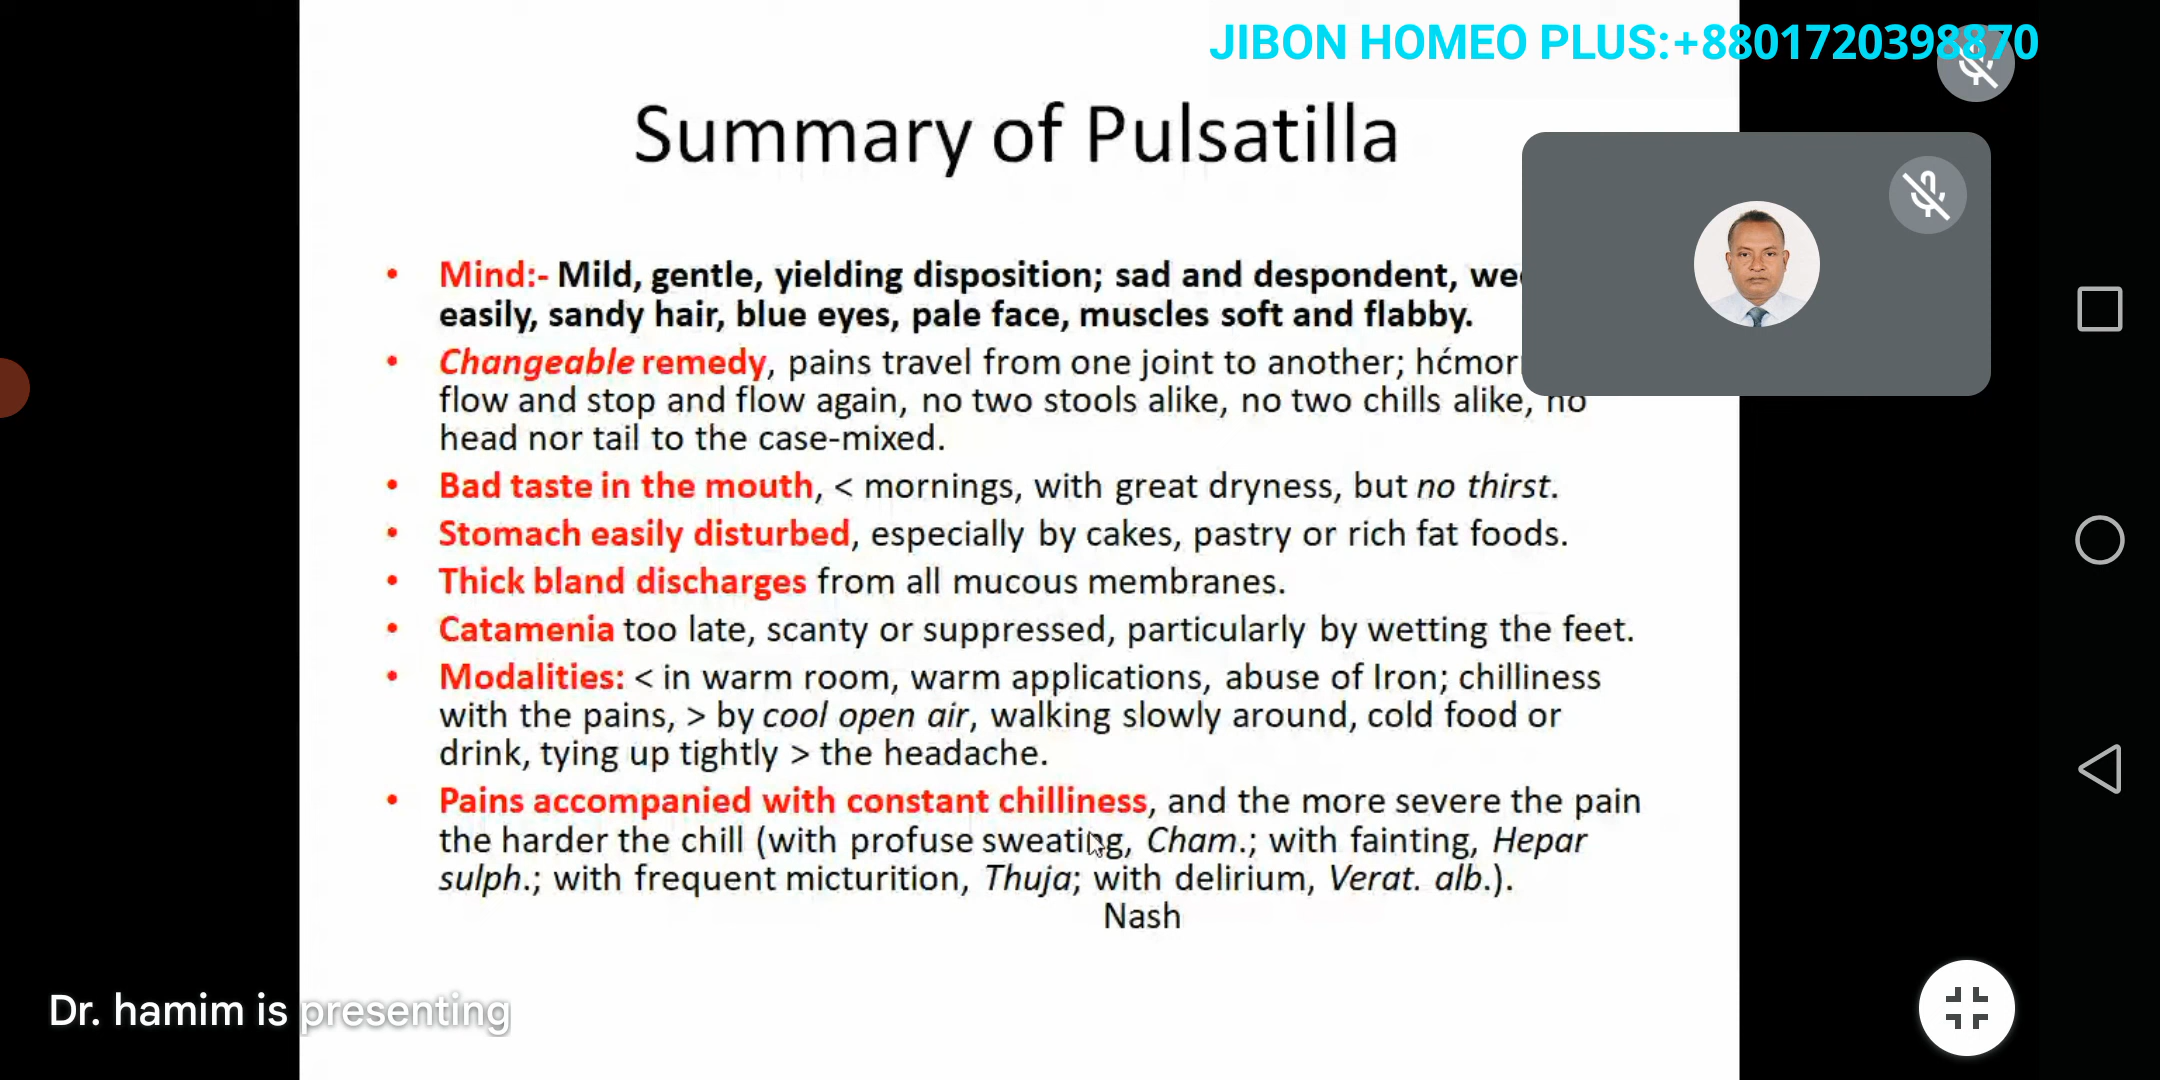 JIBON HOMEO PLUS:+8801720398870
Summary of Pulsatilla
• Mind:- Mild, gentle, yielding disposition; sad and despondent,
easily, sandy hair, blue eyes, pale face, muscles soft and flabby.
• Changeable remedy, pains travel from one joint to another;
flow and stop and flow again, no two stools alike, no two chills alike, no
head nor tail to the case-mixed.
• Bad taste in the mouth, < mornings, with great dryness, but no thirst.
• Stomach easily disturbed, especially by cakes, pastry or rich fat foods.
• Thick bland discharges from all mucous membranes.
• Catamenia too late, scanty or suppressed, particularly by wetting the feet.
• Modalities: < in warm room, warm applications, abuse of Iron; chilliness
with the pains, > by cool open air, walking slowly around, cold food or
drink, tying up tightly > the headache.
• Pains accompanied with constant chilliness, and the more severe the pain
the harder the chill (with profuse sweating, Cham.; with fainting, Hepar
sulph.; with frequent micturition, Thuja; with delirium, Verat. alb.).
Nash
Dr. hamim is presenting